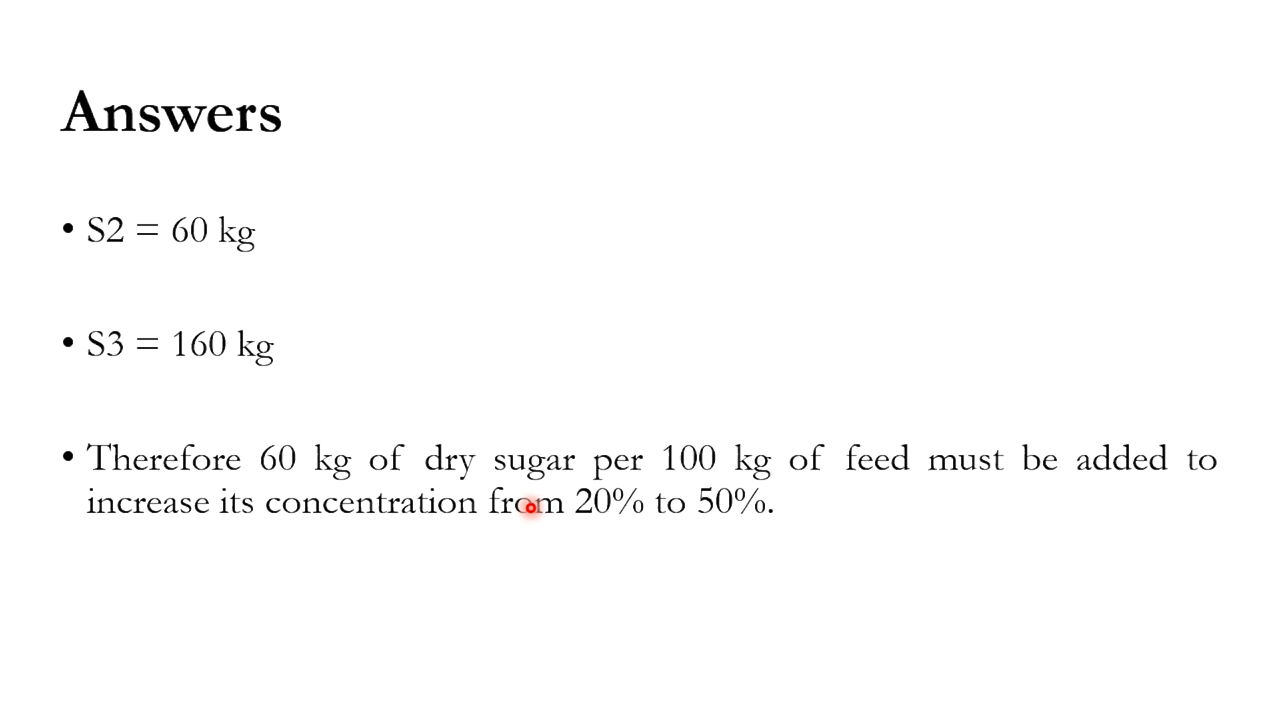 Answers
• S2 = 60 kg
• S3 = 160 kg
• Therefore 60 kg of dry sugar per 100 kg of feed must be added to
increase its concentration from 20% to 50%.